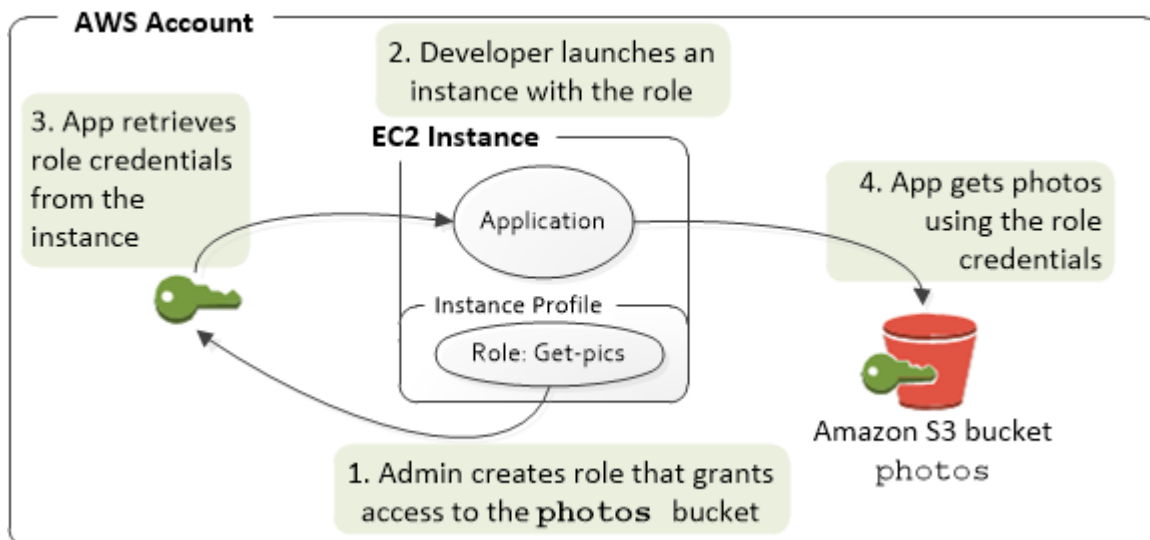 AWS Account
2. Developer launches an
instance with the role
3. App retrieves
role credentials
from the
instance
EC2 Instance
Application
4. App gets photos
using the role
credentials
Instance Profile
Role: Get-pics
Amazon S3 bucket
photos
1. Admin creates role that grants
access to the photos bucket